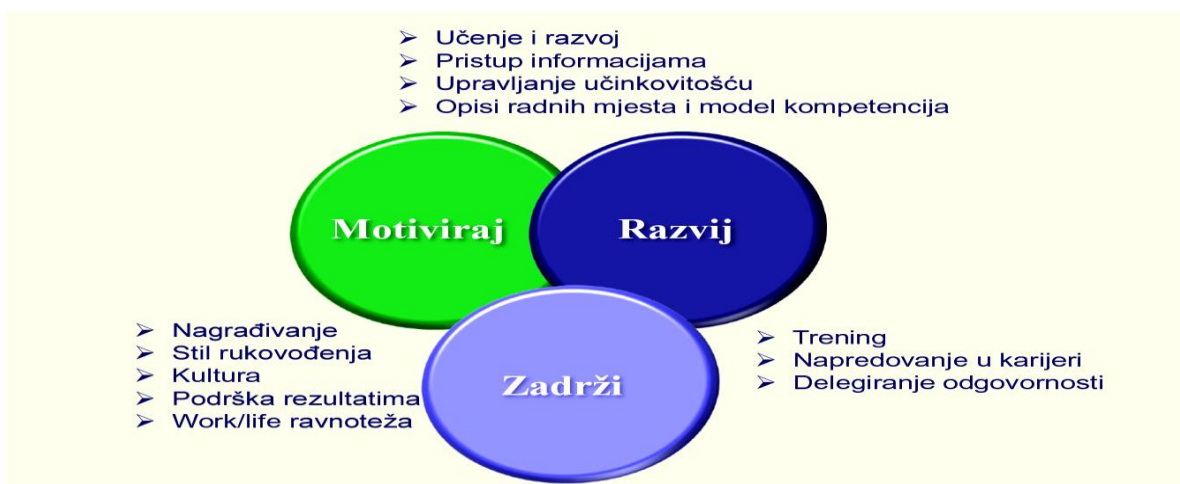 ➢ Učenje i razvoj
➢ Pristup informacijama
➢ Upravljanje učinkovitošću
➢ Opisi radnih mjesta i model kompetencija
Motiviraj
Razvij
➢ Nagrađivanje
➢ Stil rukovođenja
➢ Kultura
➢ Podrška rezultatima
➢ Work/life ravnoteža
Zadrži
➢ Trening
➢ Napredovanje u karijeri
➢ Delegiranje odgovornosti